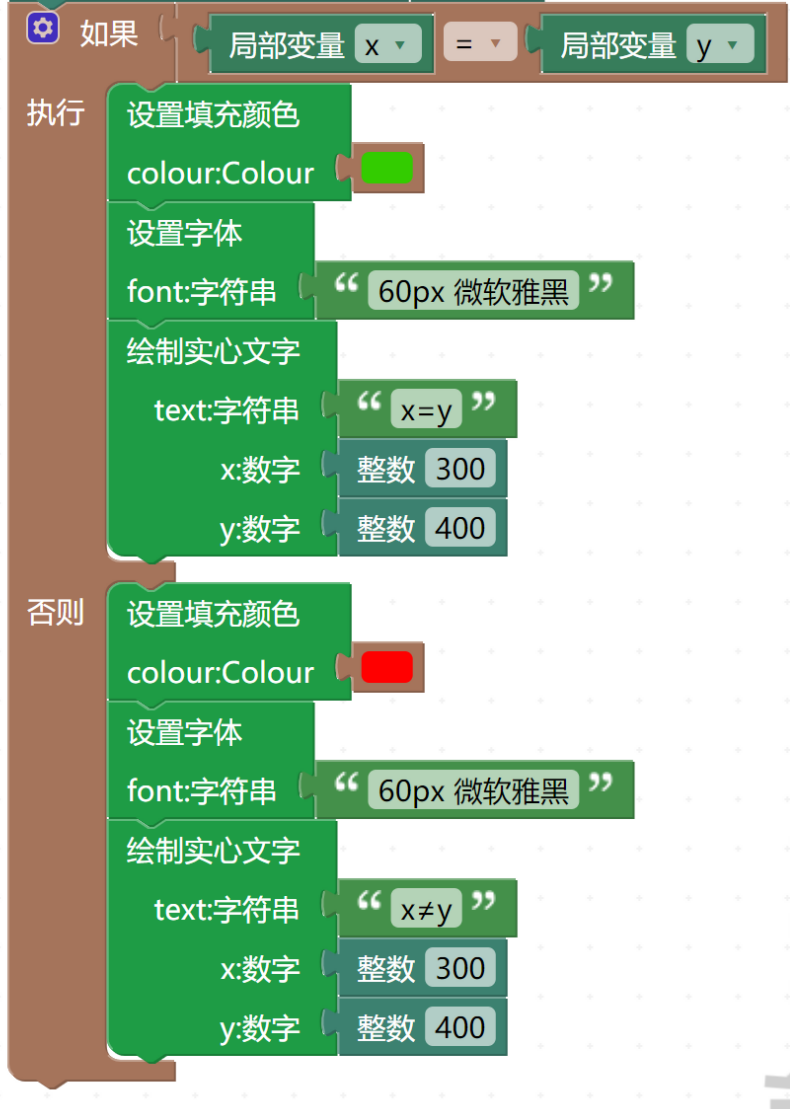 如果 局部变量 x = 局部变量 y
执行 设置填充颜色
colour:Colour
设置字体
font:字符串 “ 60px 微软雅黑 ”
绘制实心文字
text:字符串 “ x=y ”
x:数字 整数 300
y:数字 整数 400
否则 设置填充颜色
colour:Colour
设置字体
font:字符串 “ 60px 微软雅黑 ”
绘制实心文字
text:字符串 “ x≠y ”
x:数字 整数 300
y:数字 整数 400